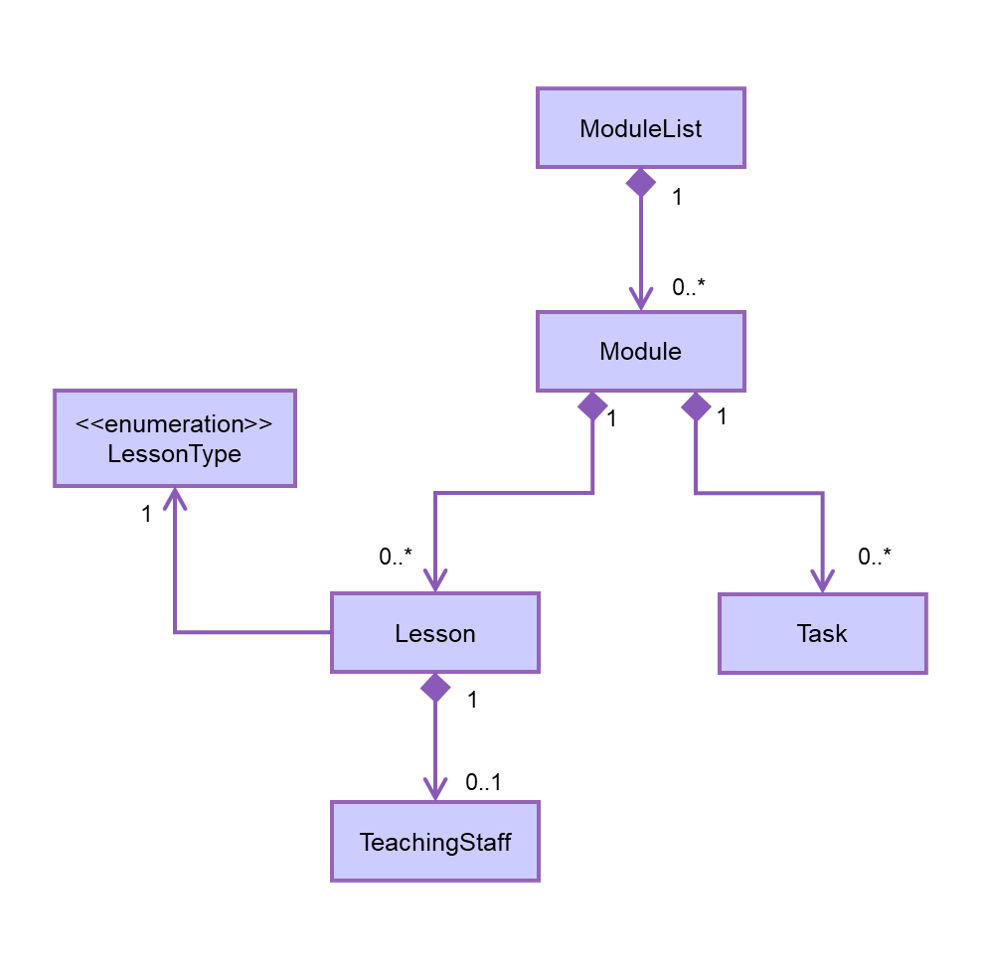 ModuleList
1
0..*
Module
1
1
<<enumeration>>
LessonType
1
0..*
0..*
Lesson
Task
1
0..1
TeachingStaff